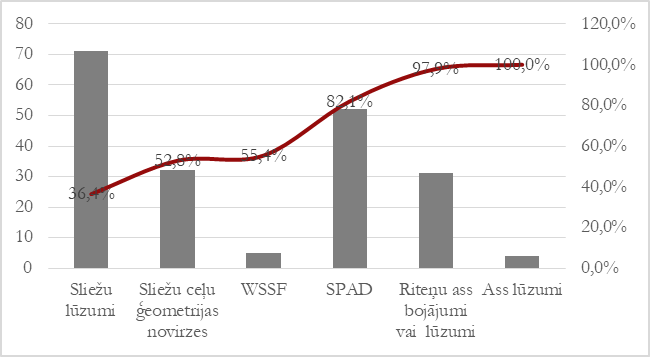 80
70
60
50
40
30
20
10
0
120,0%
100,0%
80,0%
60,0%
40,0%
20,0%
0,0%
36,4%
52,8%
55,4%
82,1%
97,9%
100,0%
Sliežu
lūzumi
Sliežu ceļu
ģeometrijas
novirzes
WSSF
SPAD
Riteņu ass
bojājumi
vai lūzumi
Ass lūzumi